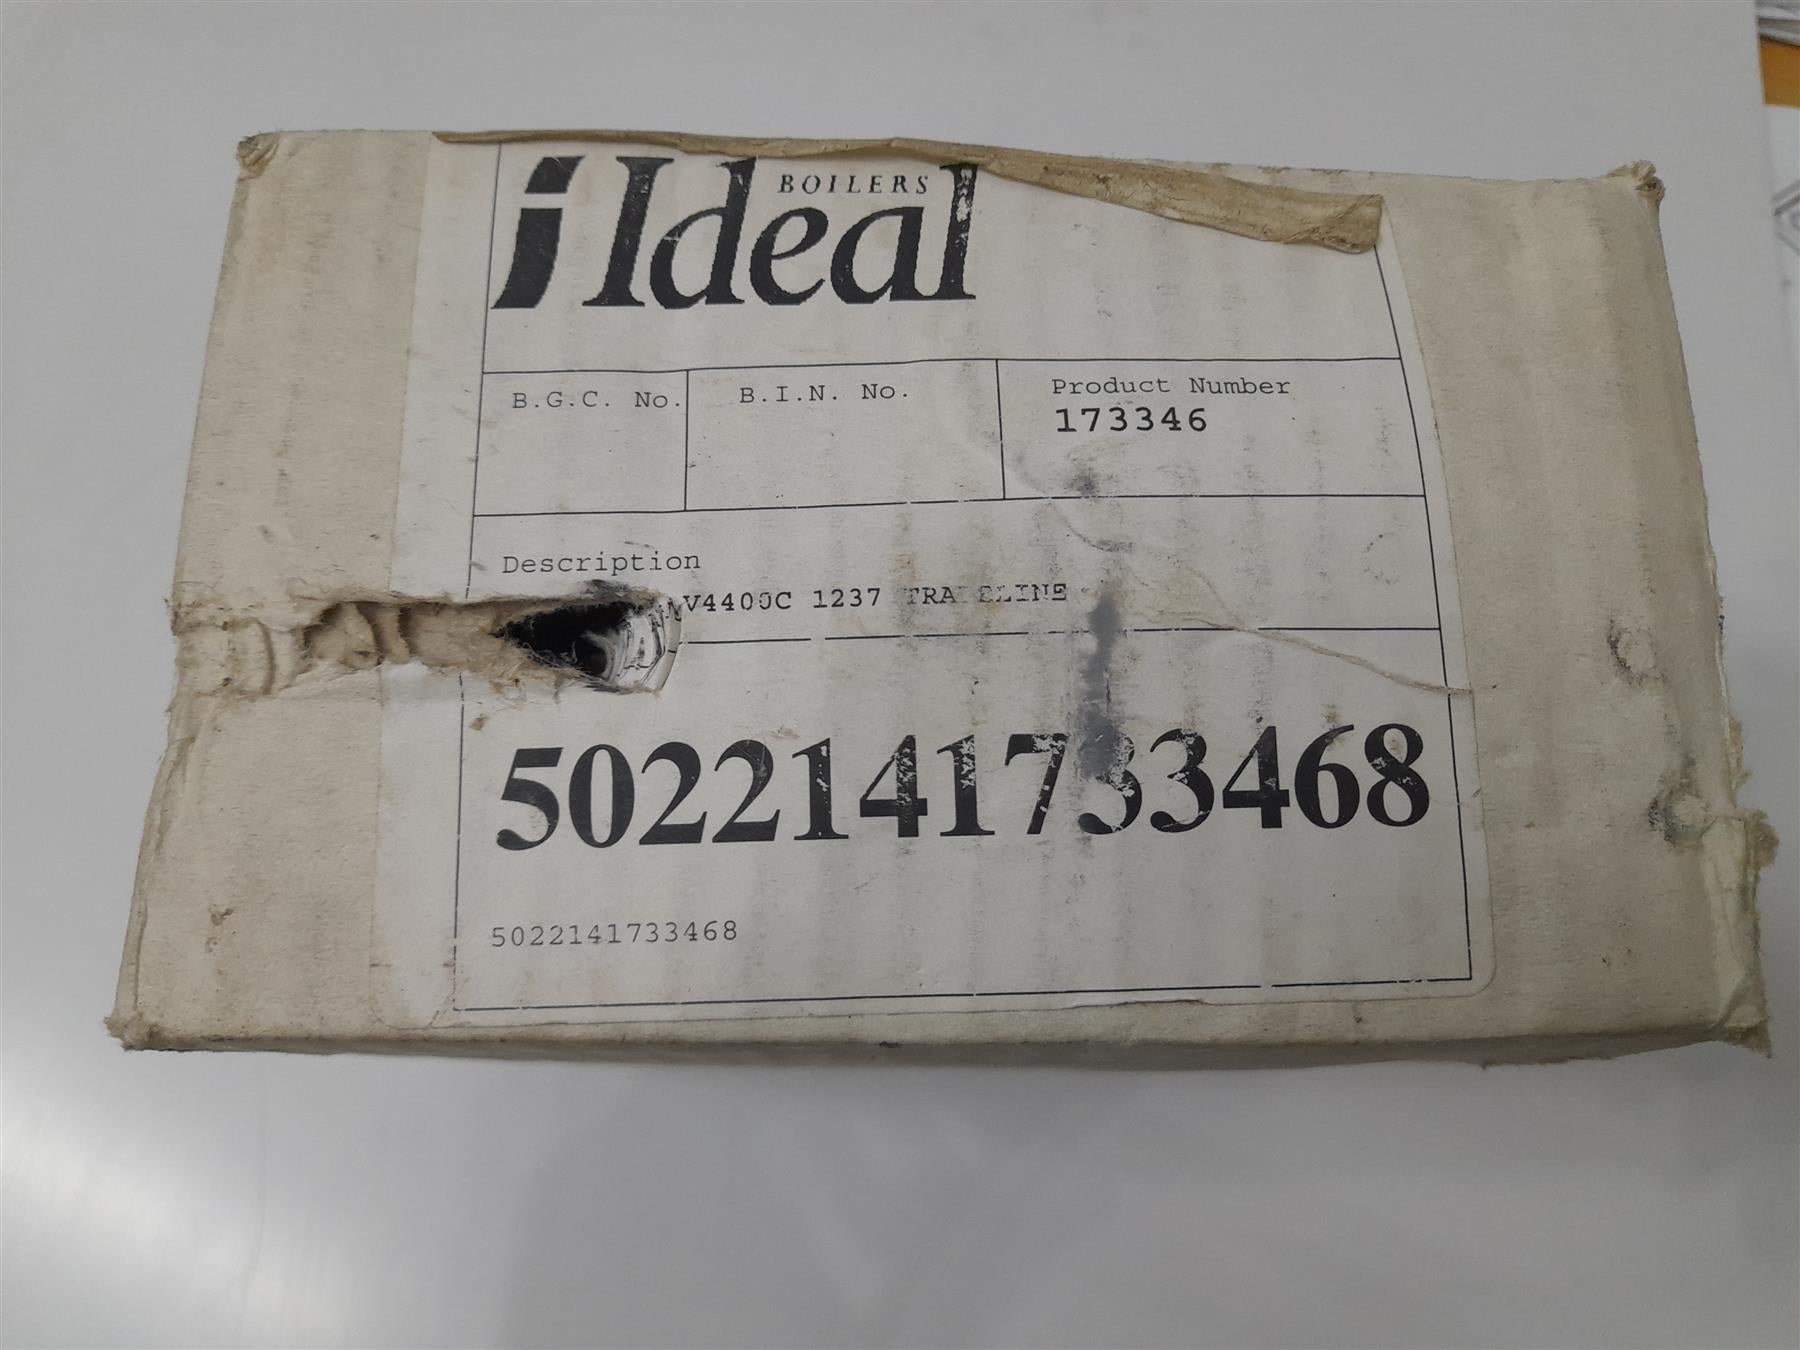 BOILERS
Ideal
B.G.C. No.
B.I.N. No.
Product Number
173346
Description
V4400C 1237
5022141733468
5022141733468